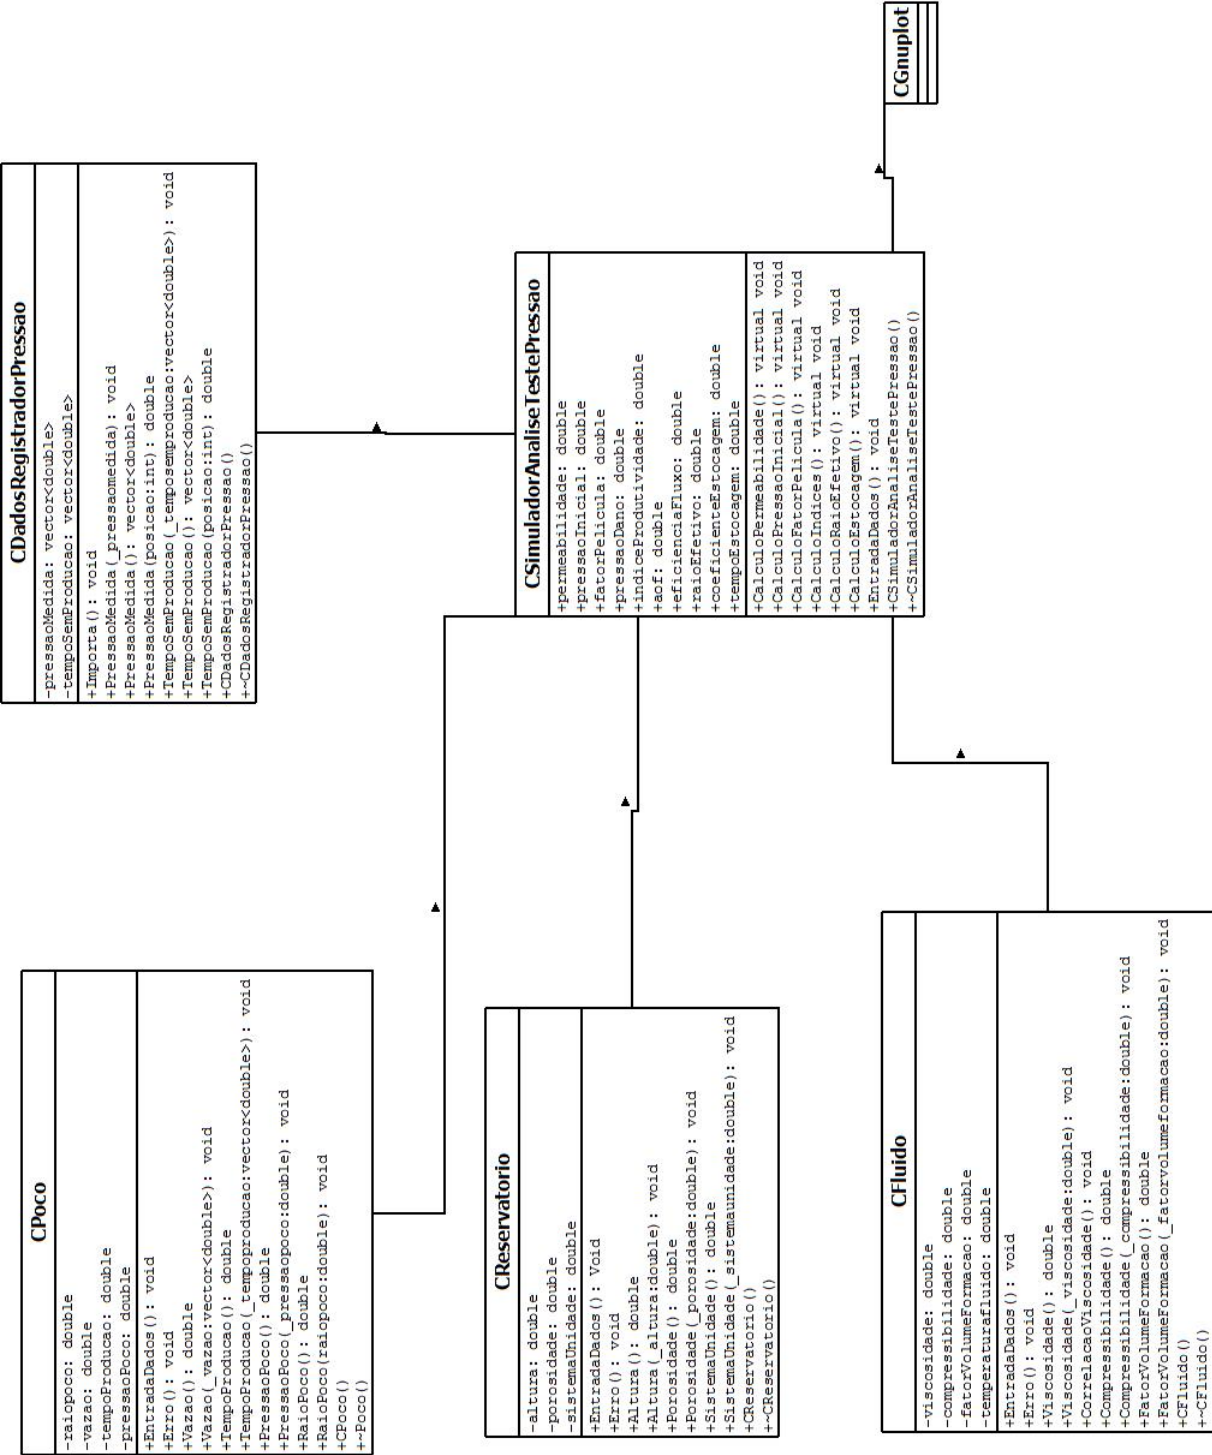 CPoco
-raiopoco: double
-vazao: double
-tempoProducao: double
-pressaoPoco: double
+EntradaDados(): void
+Erro(): void
+Vazao(): double
+Vazao(_vazao:vector<double>): void
+TempoProducao(): double
+TempoProducao(_tempoproducao:vector<double>): void
+PressaoPoco(): double
+PressaoPoco(_pressaopoco:double): void
+RaioPoco(): double
+RaioPoco(raiopoco:double): void
+CPoco()
+~Poco()
CDadosRegistradorPressao
-pressaoMedida: vector<double>
-tempoSemProducao: vector<double>
+Importa(): void
+PressaoMedida(_pressaomedida): void
+PressaoMedida(): vector<double>
+PressaoMedida(posicao:int): double
+TempoSemProducao(_temposemproducao:vector<double>): void
+TempoSemProducao(): vector<double>
+TempoSemProducao(posicao:int): double
+CDadosRegistradorPressao()
+~CDadosRegistradorPressao()
CReservatorio
-altura: double
-porosidade: double
-sistemaUnidade: double
+EntradaDados(): Void
+Erro(): void
+Altura(): double
+Altura(_altura:double): void
+Porosidade(): double
+Porosidade(_porosidade:double): void
+SistemaUnidade(): double
+SistemaUnidade(_sistemaunidade:double): void
+CReservatorio()
+~CReservatorio()
CSimuladorAnaliseTestePressao
+permeabilidade: double
+pressaoInicial: double
+fatorPelicula: double
+pressaoDano: double
+indiceProdutividade: double
+aof: double
+eficienciaFluxo: double
+raioEfetivo: double
+coeficienteEstocagem: double
+tempoEstocagem: double
+CalculoPermeabilidade(): virtual void
+CalculoPressaoInicial(): virtual void
+CalculoFatorPelicula(): virtual void
+CalculoIndices(): virtual void
+CalculoRaioEfetivo(): virtual void
+CalculoEstocagem(): virtual void
+EntradaDados(): void
+CSimuladorAnaliseTestePressao()
+~CSimuladorAnaliseTestePressao()
CGnuplot
CFluido
-viscosidade: double
-compressibilidade: double
-fatorVolumeFormacao: double
-temperaturafluido: double
+EntradaDados(): void
+Erro(): void
+Viscosidade(): double
+Viscosidade(_viscosidade:double): void
+CorrelacaoViscosidade(): void
+Compressibilidade(): double
+Compressibilidade(_compressibilidade:double): void
+FatorVolumeFormacao(): double
+FatorVolumeFormacao(_fatorvolumeformacao:double): void
+CFluido()
+~CFluido()